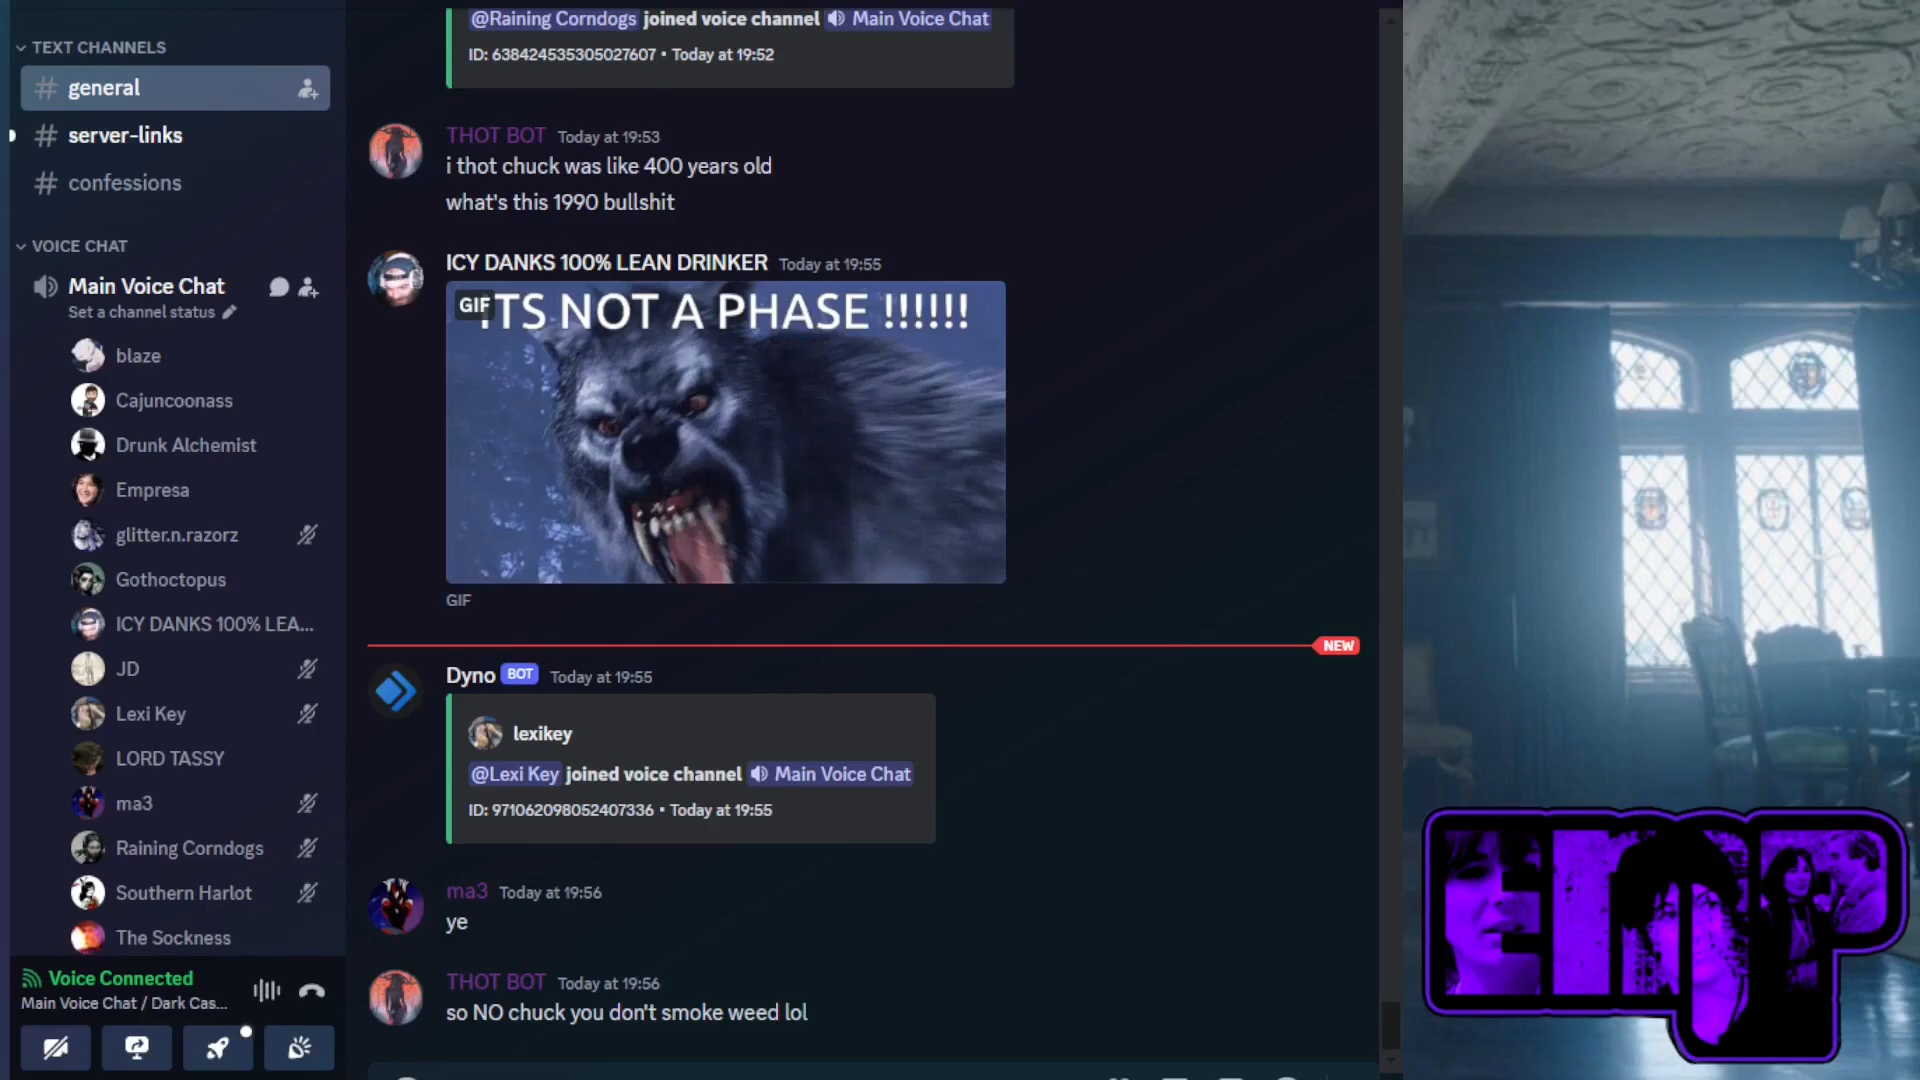 TEXT CHANNELS
general
server-links
confessions
VOICE CHAT
Main Voice Chat
Set a channel status
blaze
Cajuncoonass
Drunk Alchemist
Empresa
glitter.n.razorz
Gothoctopus
ICY DANKS 100% LEA...
JD
Lexi Key
LORD TASSY
ma3
Raining Corndogs
Southern Harlot
The Sockness
Voice Connected
Main Voice Chat / Dark Cas...
@Raining Corndogs joined voice channel Main Voice Chat
ID: 638424535305027607 • Today at 19:52
THOT BOT Today at 19:53
i thot chuck was like 400 years old
what's this 1990 bullshit
ICY DANKS 100% LEAN DRINKER Today at 19:55
GIF
ITS NOT A PHASE !!!!!!
GIF
NEW
Dyno BOT Today at 19:55
lexikey
@Lexi Key joined voice channel Main Voice Chat
ID: 971062098052407336 • Today at 19:55
ma3 Today at 19:56
ye
THOT BOT Today at 19:56
so NO chuck you don't smoke weed lol
EMP